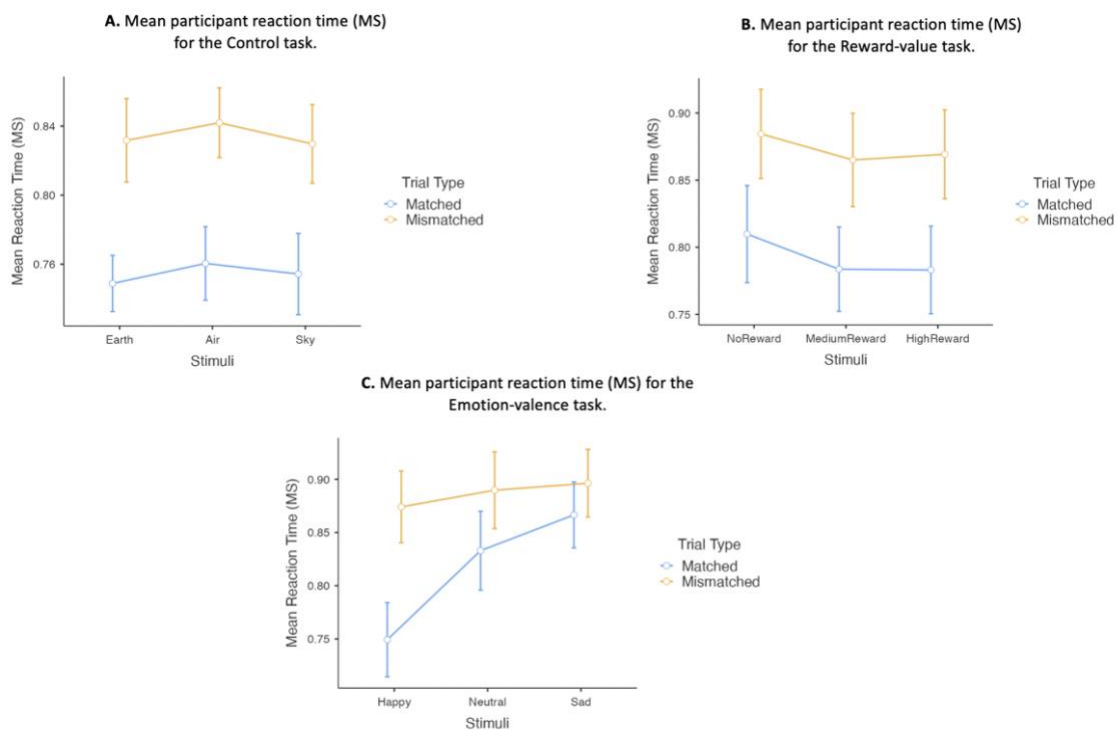 A. Mean participant reaction time (MS)
for the Control task.
Mean Reaction Time (MS)
0.84
0.80
0.76
Earth
Air
Sky
Stimuli
Trial Type
Matched
Mismatched
B. Mean participant reaction time (MS)
for the Reward-value task.
Mean Reaction Time (MS)
0.90
0.85
0.80
0.75
NoReward
MediumReward
HighReward
Stimuli
Trial Type
Matched
Mismatched
C. Mean participant reaction time (MS) for the
Emotion-valence task.
Mean Reaction Time (MS)
0.90
0.85
0.80
0.75
Happy
Neutral
Sad
Stimuli
Trial Type
Matched
Mismatched